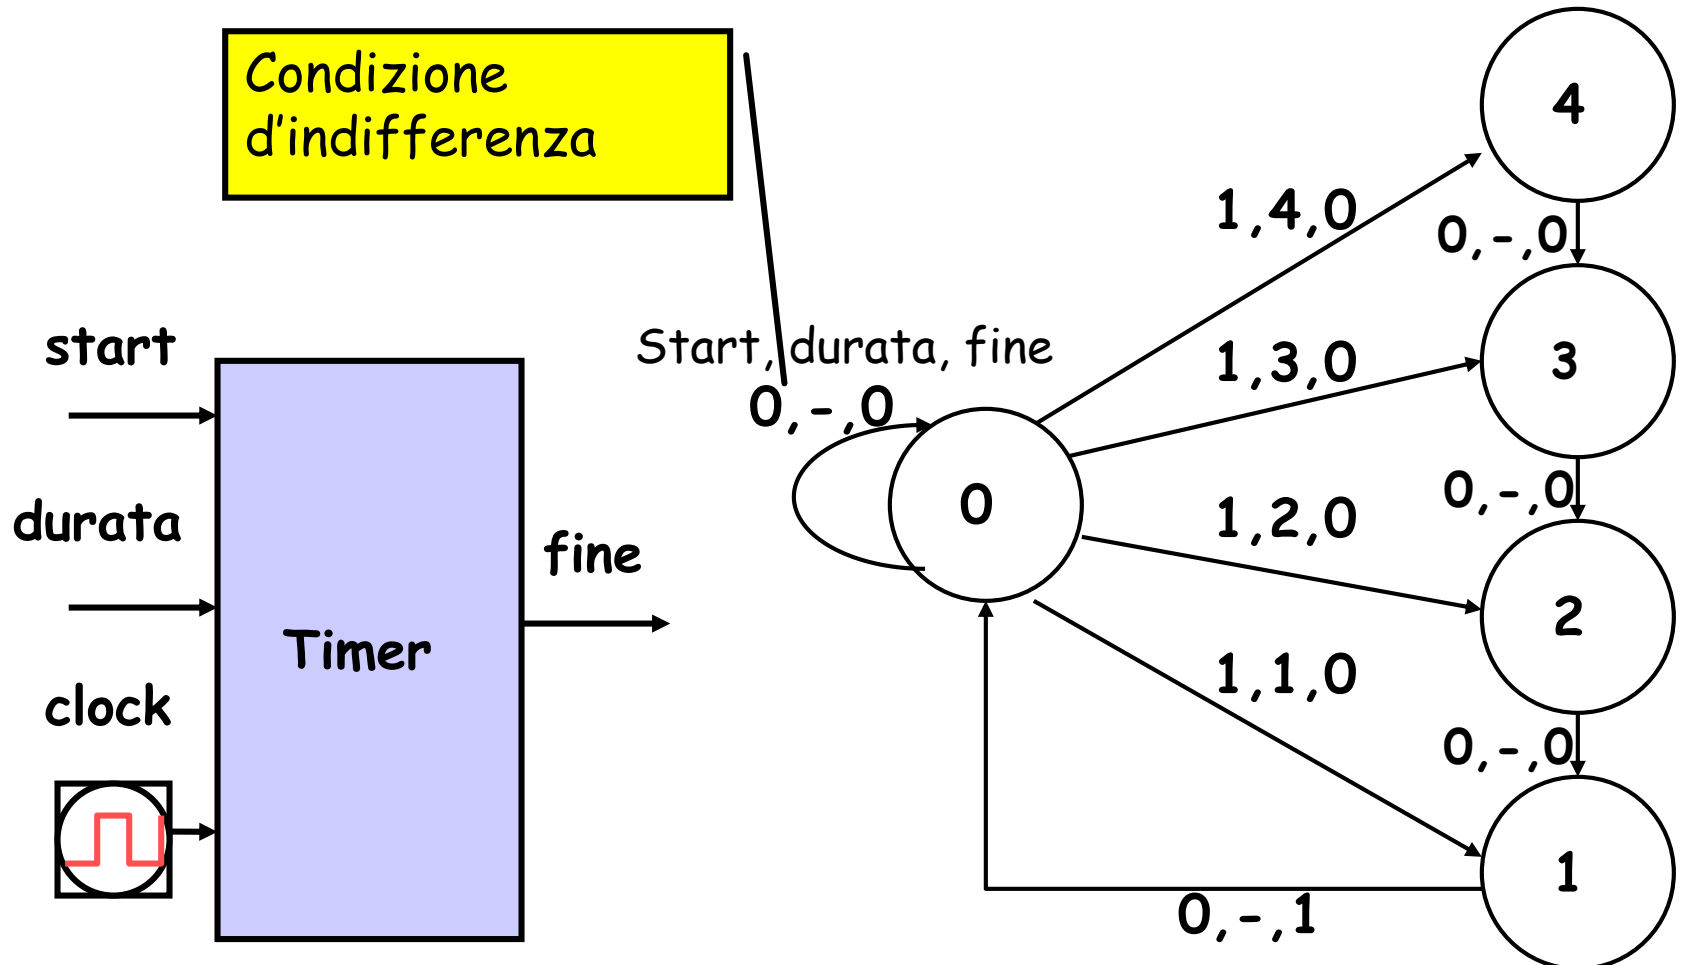 Condizione
d'indifferenza
start
durata
clock
Timer
fine
Start, durata, fine
0,-,0
0
1,4,0
1,3,0
1,2,0
1,1,0
4
0,-,0
3
0,-,0
2
0,-,0
1
0,-,1